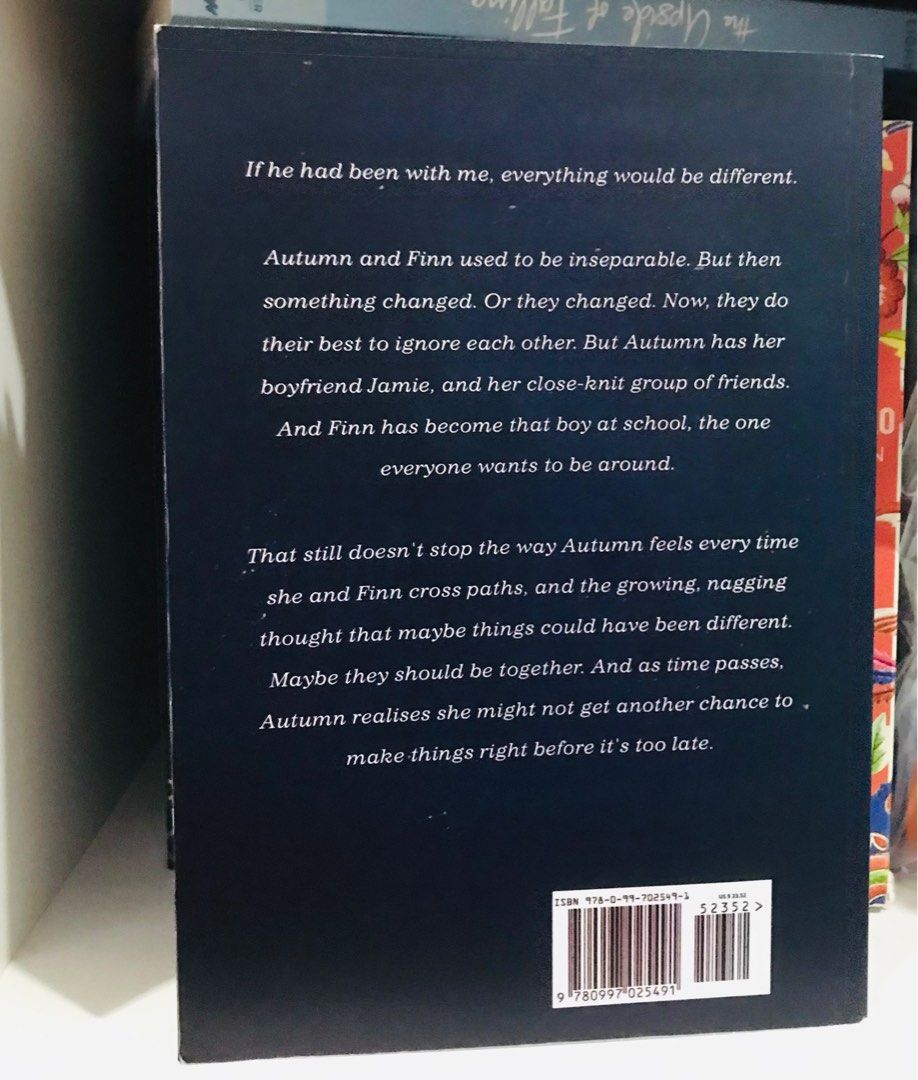 the Upside of Falling
If he had been with me, everything would be different.
Autumn and Finn used to be inseparable. But then
something changed. Or they changed. Now, they do
their best to ignore each other. But Autumn has her
boyfriend Jamie, and her close-knit group of friends.
And Finn has become that boy at school, the one
everyone wants to be around.
That still doesn't stop the way Autumn feels every time
she and Finn cross paths, and the growing, nagging
thought that maybe things could have been different.
Maybe they should be together. And as time passes,
Autumn realises she might not get another chance to
make things right before it's too late.
ISBN 978-0-99-702549-1
US $ 23.52
52352>
9 780997 025491